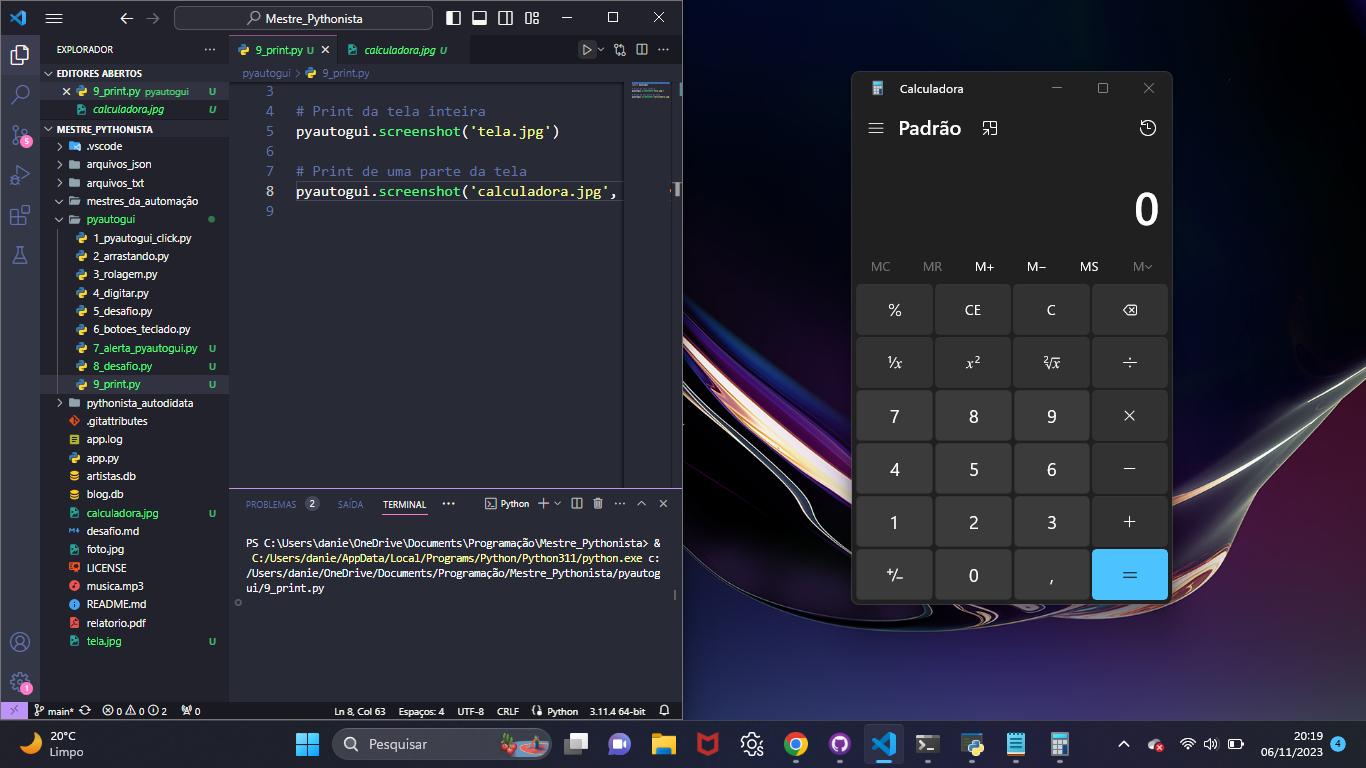 Mestre_Pythonista
EXPLORADOR
EDITORES ABERTOS
9_print.py pyautogui U
calculadora.jpg U
MESTRE_PYTHONISTA
.vscode
arquivos_json
arquivos_txt
mestres_da_automação
pyautogui
1_pyautogui_click.py
2_arrastando.py
3_rolagem.py
4_digitar.py
5_desafio.py
6_botoes_teclado.py
7_alerta_pyautogui.py U
8_desafio.py U
9_print.py U
pythonista_autodidata
.gitattributes
app.log
app.py
artistas.db
blog.db
calculadora.jpg U
desafio.md
foto.jpg
LICENSE
musica.mp3
README.md
relatorio.pdf
tela.jpg U
5
1
9_print.py U
calculadora.jpg U
pyautogui > 9_print.py
3
4 # Print da tela inteira
5 pyautogui.screenshot('tela.jpg')
6
7 # Print de uma parte da tela
8 pyautogui.screenshot('calculadora.jpg',
9
PROBLEMAS 2 SAÍDA TERMINAL Python
PS C:\Users\danie\OneDrive\Documents\Programação\Mestre_Pythonista> &
C:/Users/danie/AppData/Local/Programs/Python/Python311/python.exe c:
/Users/danie/OneDrive/Documents/Programação/Mestre_Pythonista/pyautog
ui/9_print.py
main* 0 0 2 0 Ln 8, Col 63 Espaços: 4 UTF-8 CRLF Python 3.11.4 64-bit
Calculadora
Padrão
0
MC MR M+ M− MS M
% CE C
¹⁄x x² ²√x ÷
7 8 9 ×
4 5 6 −
1 2 3 +
+/− 0 , =
20°C
Limpo
Pesquisar
20:19
06/11/2023
4